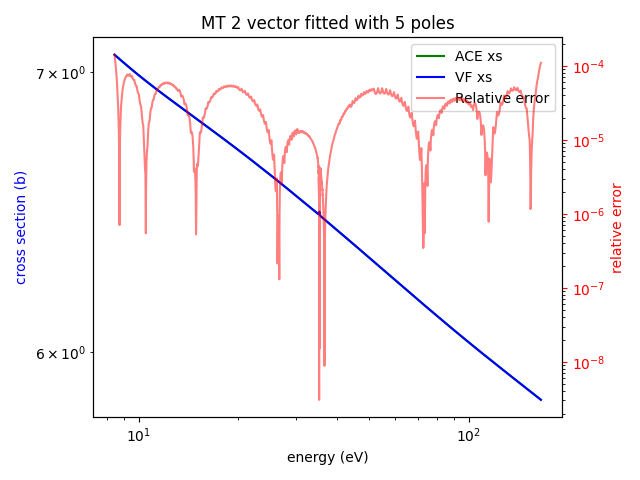 MT 2 vector fitted with 5 poles
ACE xs
VF xs
Relative error
7 × 10⁰
6 × 10⁰
cross section (b)
10⁻⁴
10⁻⁵
10⁻⁶
10⁻⁷
10⁻⁸
relative error
10¹
10²
energy (eV)